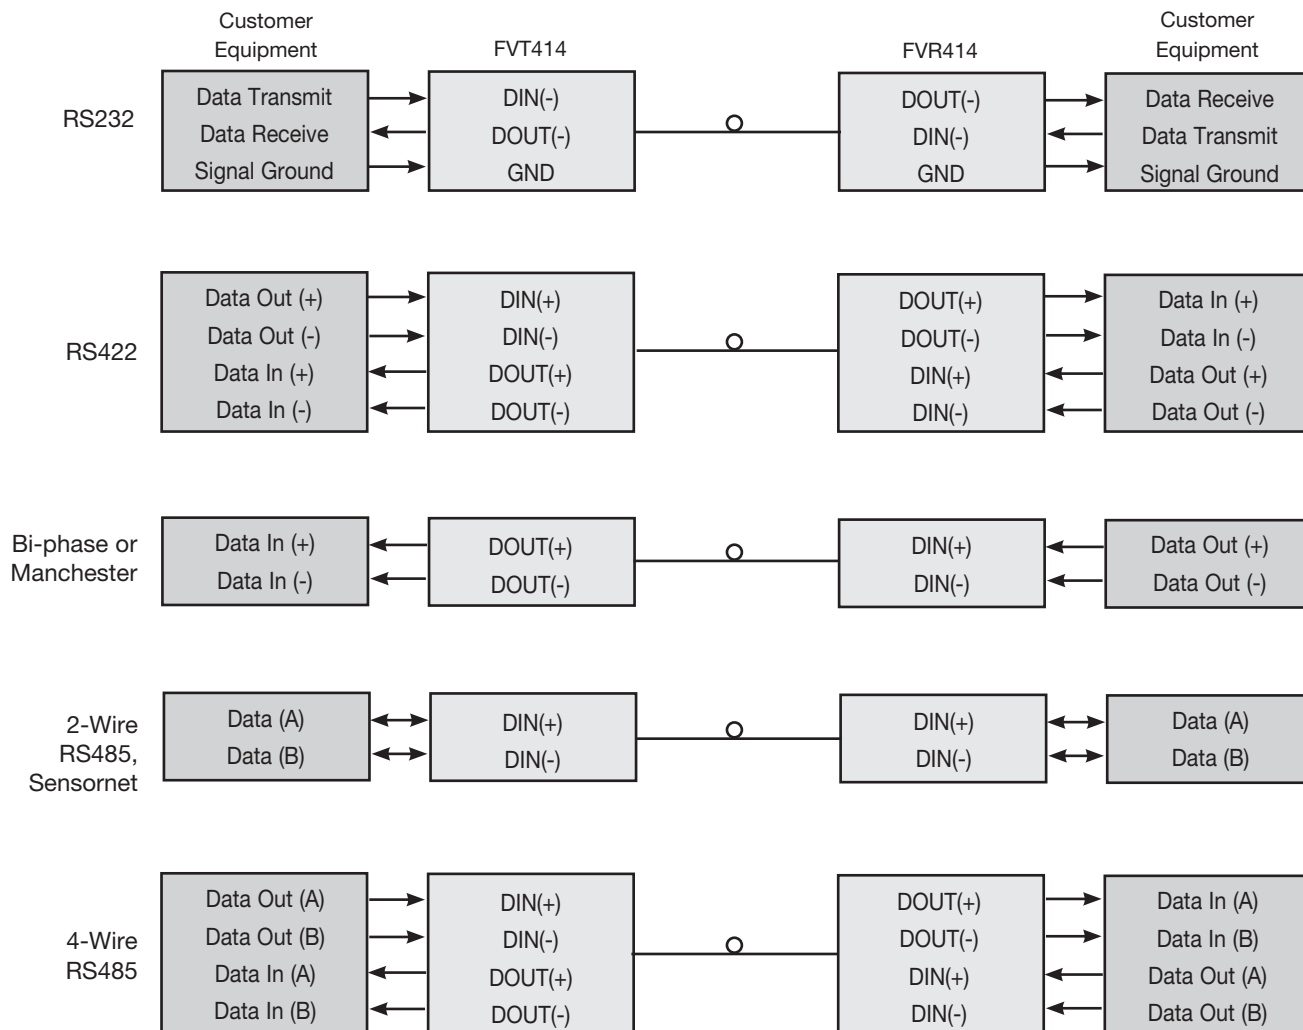 Customer
Equipment
FVT414
FVR414
Customer
Equipment
RS232
Data Transmit
Data Receive
Signal Ground
DIN(-)
DOUT(-)
GND
DOUT(-)
DIN(-)
GND
Data Receive
Data Transmit
Signal Ground
RS422
Data Out (+)
Data Out (-)
Data In (+)
Data In (-)
DIN(+)
DIN(-)
DOUT(+)
DOUT(-)
DOUT(+)
DOUT(-)
DIN(+)
DIN(-)
Data In (+)
Data In (-)
Data Out (+)
Data Out (-)
Bi-phase or
Manchester
Data In (+)
Data In (-)
DOUT(+)
DOUT(-)
DIN(+)
DIN(-)
Data Out (+)
Data Out (-)
2-Wire
RS485,
Sensornet
Data (A)
Data (B)
DIN(+)
DIN(-)
DIN(+)
DIN(-)
Data (A)
Data (B)
4-Wire
RS485
Data Out (A)
Data Out (B)
Data In (A)
Data In (B)
DIN(+)
DIN(-)
DOUT(+)
DOUT(-)
DOUT(+)
DOUT(-)
DIN(+)
DIN(-)
Data In (A)
Data In (B)
Data Out (A)
Data Out (B)